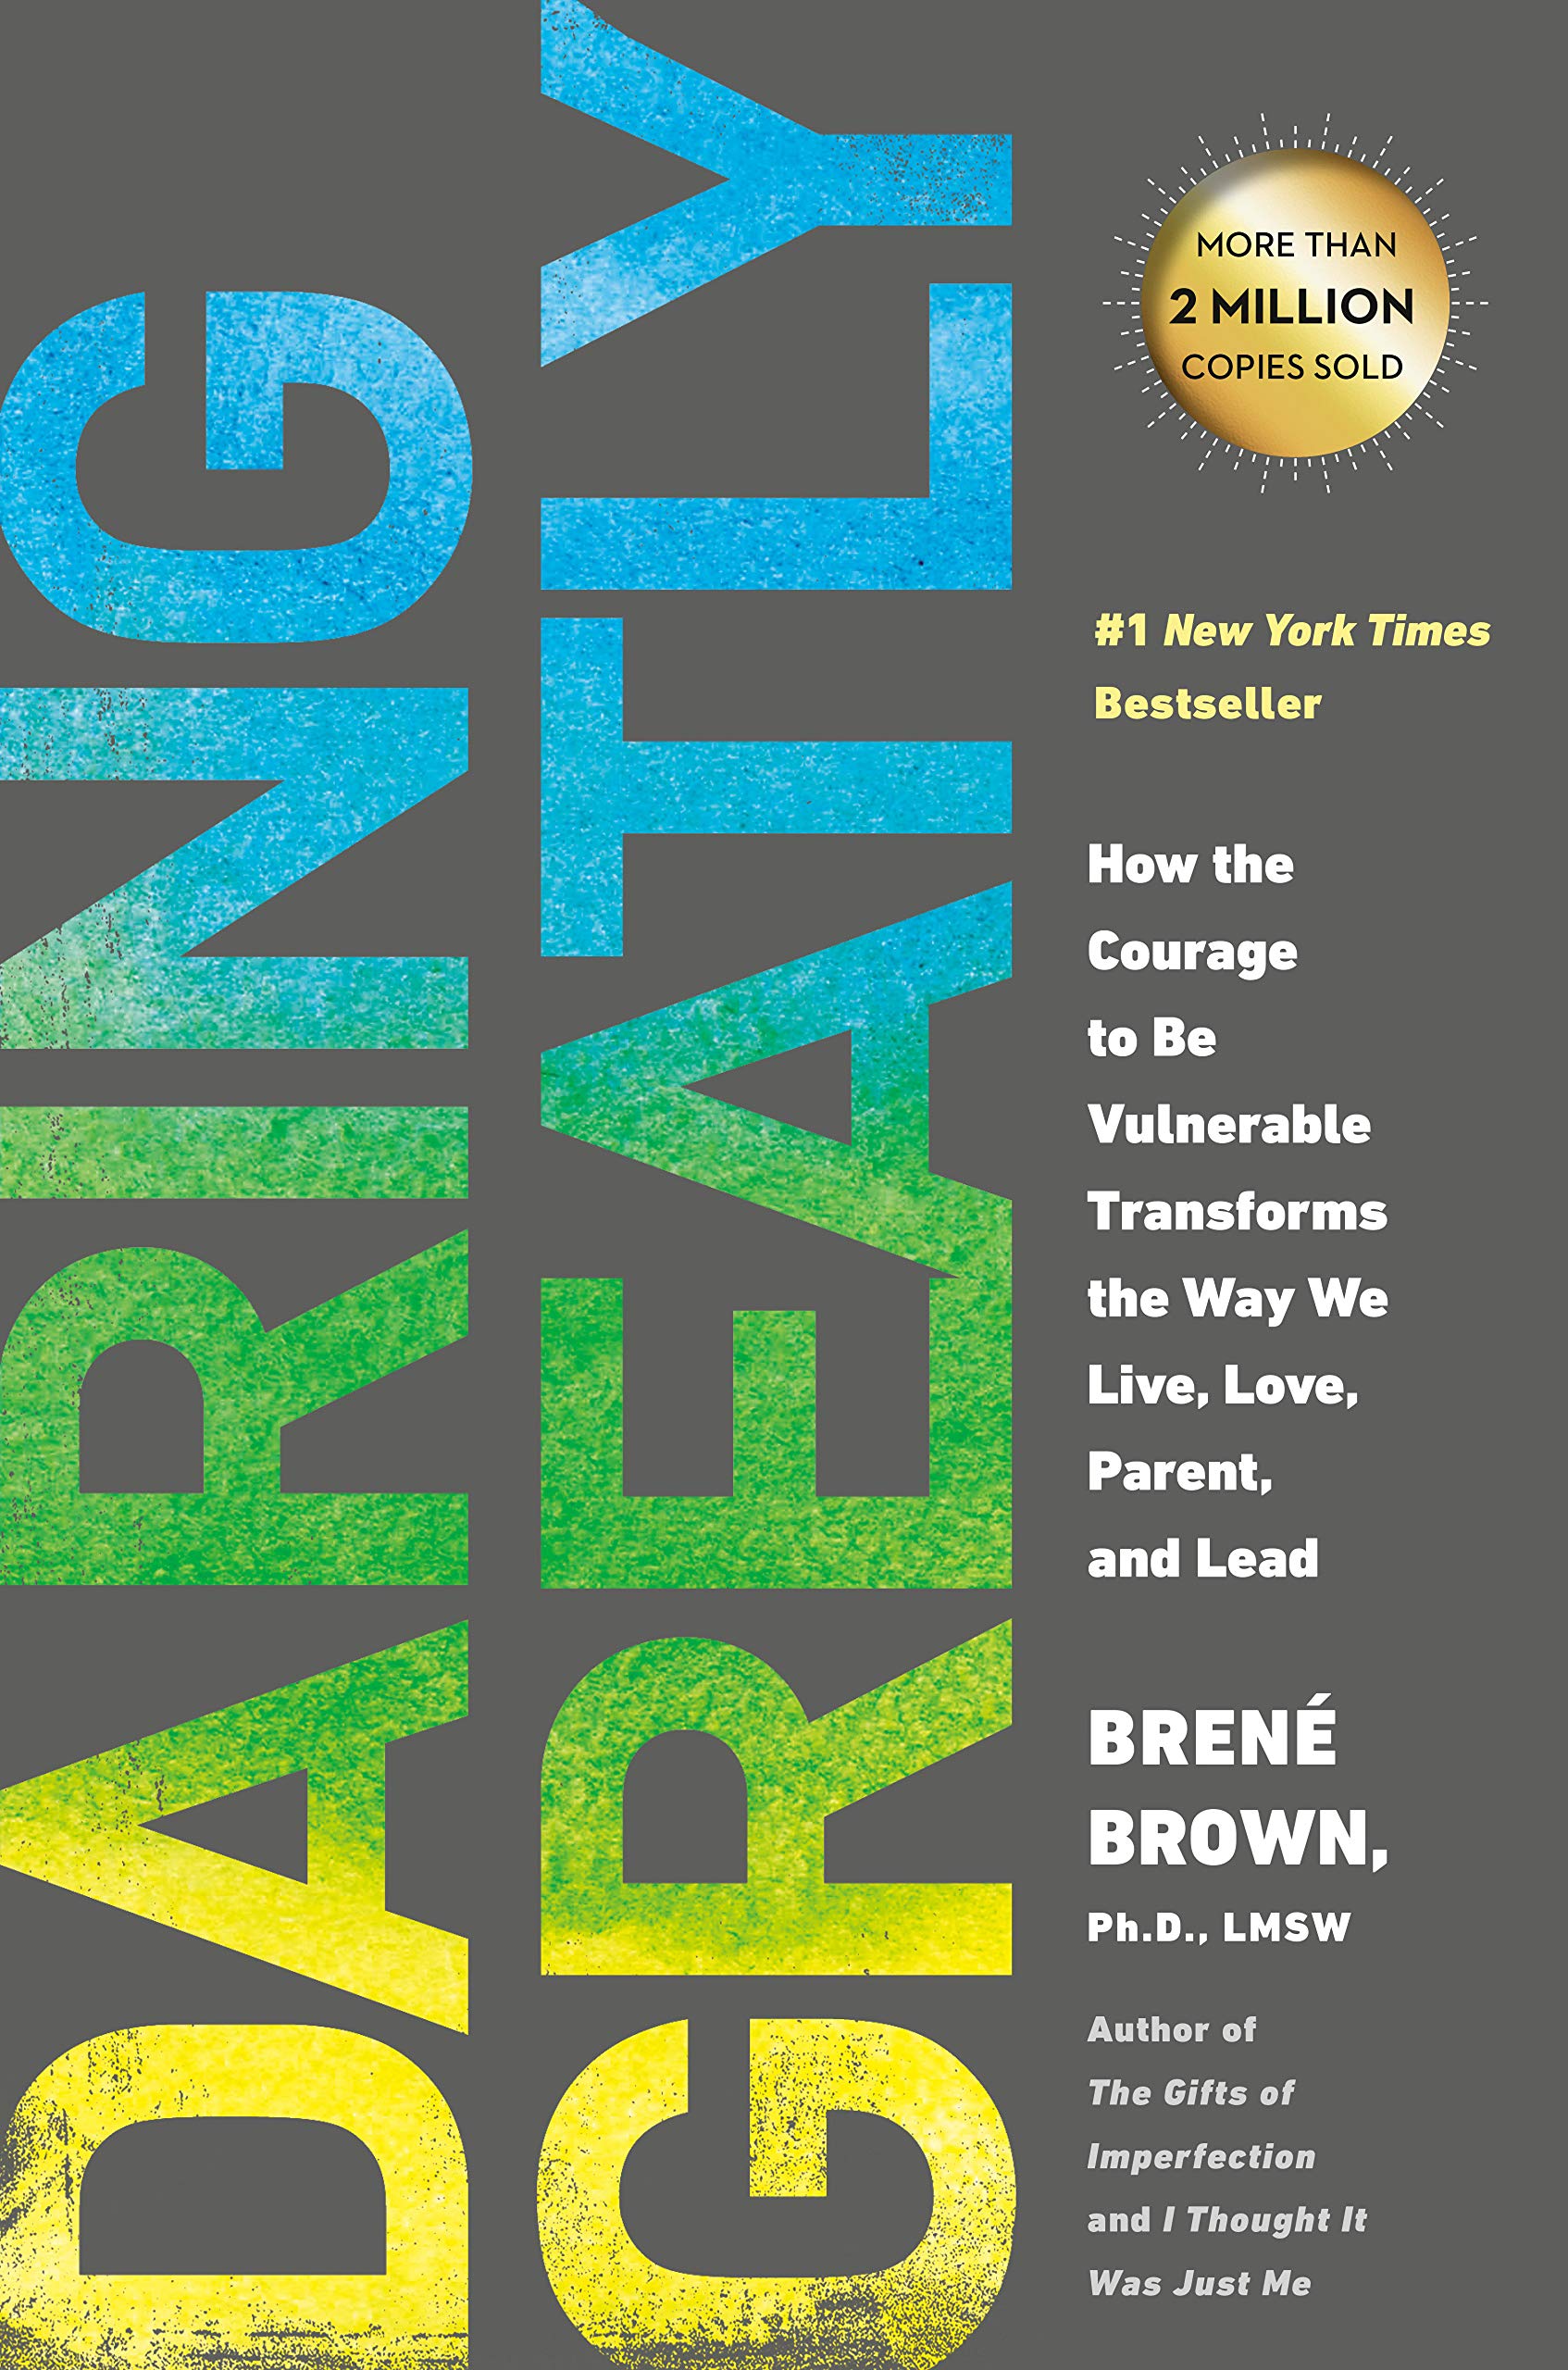 DARING
GREATLY
MORE THAN
2 MILLION
COPIES SOLD
#1 New York Times
Bestseller
How the
Courage
to Be
Vulnerable
Transforms
the Way We
Live, Love,
Parent,
and Lead
BRENÉ
BROWN,
Ph.D., LMSW
Author of
The Gifts of
Imperfection
and I Thought It
Was Just Me